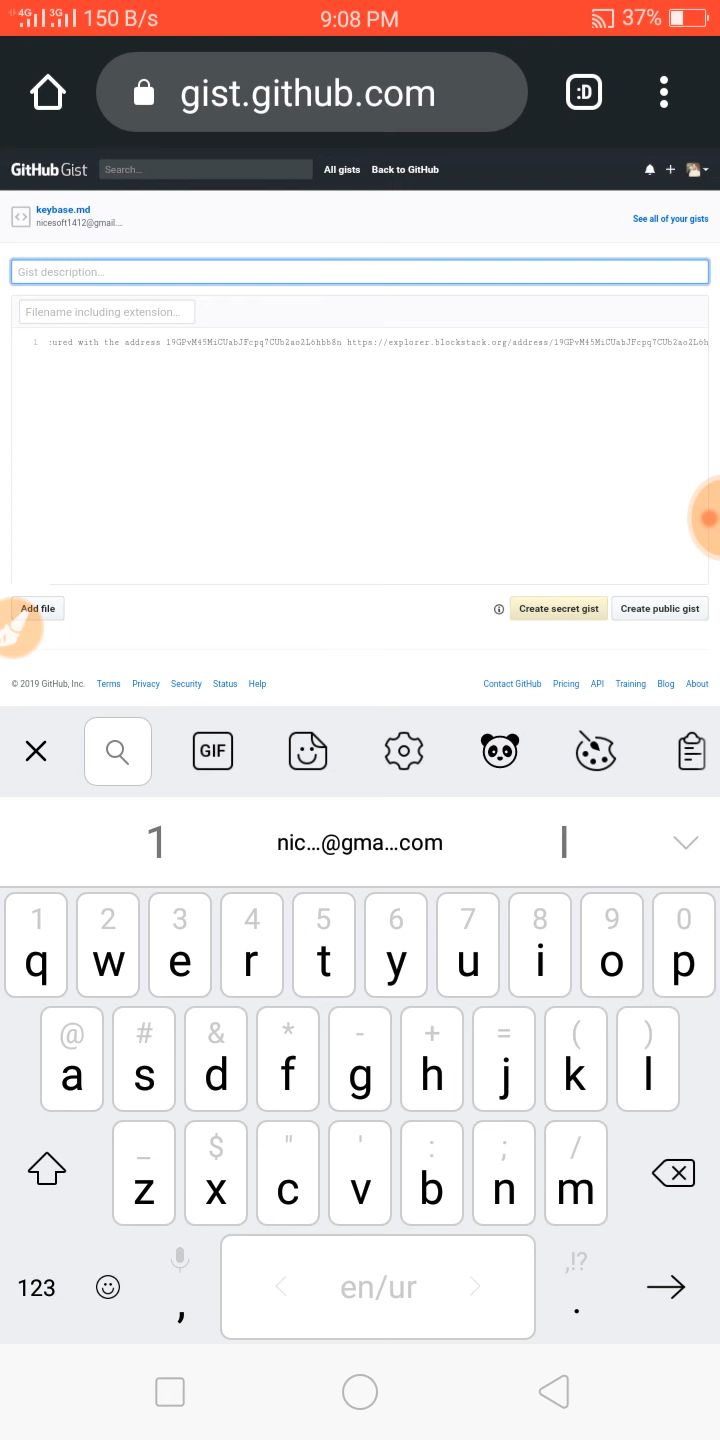 4G 3G 150 B/s 9:08 PM 37%
:D
gist.github.com
GitHub Gist Search... All gists Back to GitHub
keybase.md
nicesoft1412@gmail....
See all of your gists
Gist description...
Filename including extension...
1 :ured with the address 19GPvM45MiCUabJFcpq7CUb2ao2L6hbb8n https://explorer.blockstack.org/address/19GPvM45MiCUabJFcpq7CUb2ao2L6h
Add file Create secret gist Create public gist
© 2019 GitHub, Inc. Terms Privacy Security Status Help Contact GitHub Pricing API Training Blog About
GIF
1 nic...@gma...com |
1 2 3 4 5 6 7 8 9 0
q w e r t y u i o p
@ # & * - + = ( )
a s d f g h j k l
_ $ " ' : ; /
z x c v b n m
,!?
123 , en/ur .